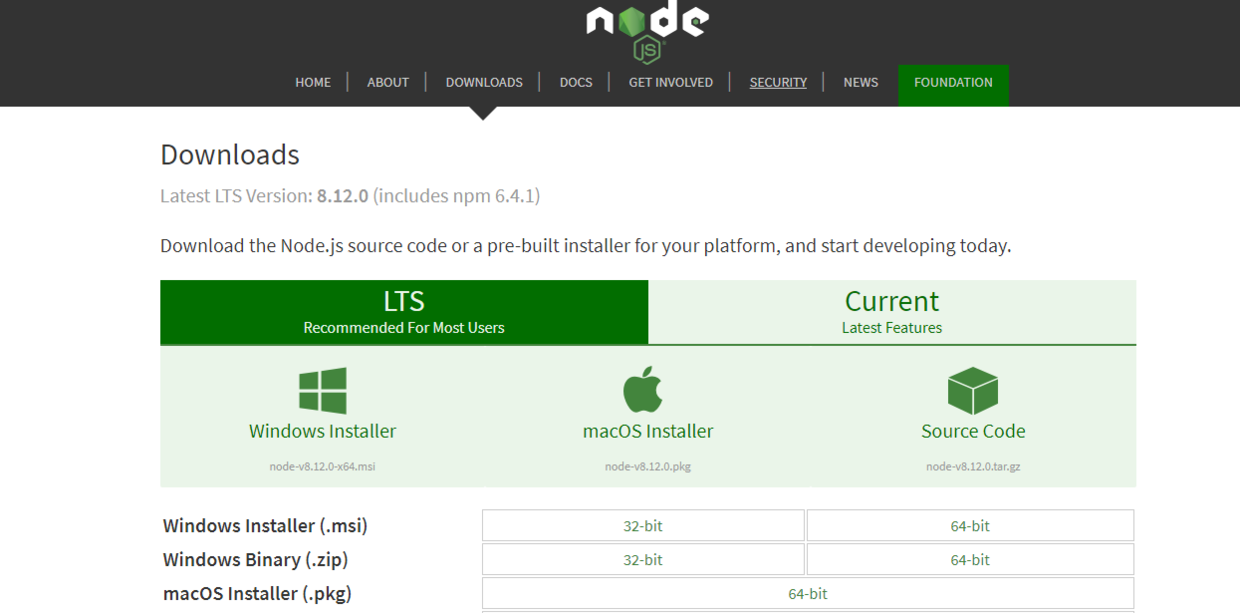 node
JS
HOME ABOUT DOWNLOADS DOCS GET INVOLVED SECURITY NEWS FOUNDATION
Downloads
Latest LTS Version: 8.12.0 (includes npm 6.4.1)
Download the Node.js source code or a pre-built installer for your platform, and start developing today.
LTS Current
Recommended For Most Users Latest Features
Windows Installer macOS Installer Source Code
node-v8.12.0-x64.msi node-v8.12.0.pkg node-v8.12.0.tar.gz
Windows Installer (.msi) 32-bit 64-bit
Windows Binary (.zip) 32-bit 64-bit
macOS Installer (.pkg) 64-bit